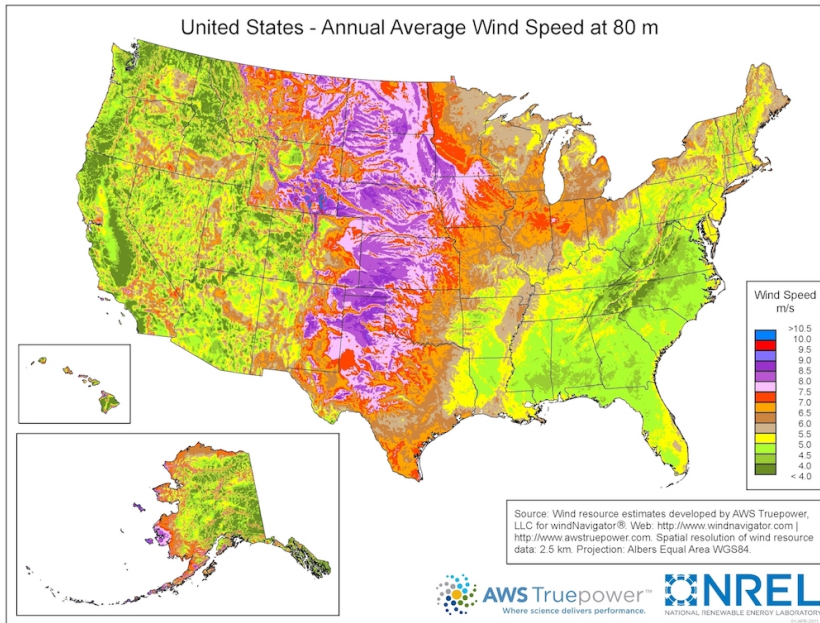 United States - Annual Average Wind Speed at 80 m
Wind Speed
m/s
>10.5
10.0
9.5
9.0
8.5
8.0
7.5
7.0
6.5
6.0
5.5
5.0
4.5
4.0
< 4.0
Source: Wind resource estimates developed by AWS Truepower,
LLC for windNavigator®. Web: http://www.windnavigator.com |
http://www.awstruepower.com. Spatial resolution of wind resource
data: 2.5 km. Projection: Albers Equal Area WGS84.
AWS Truepower™
Where science delivers performance.
NREL
NATIONAL RENEWABLE ENERGY LABORATORY